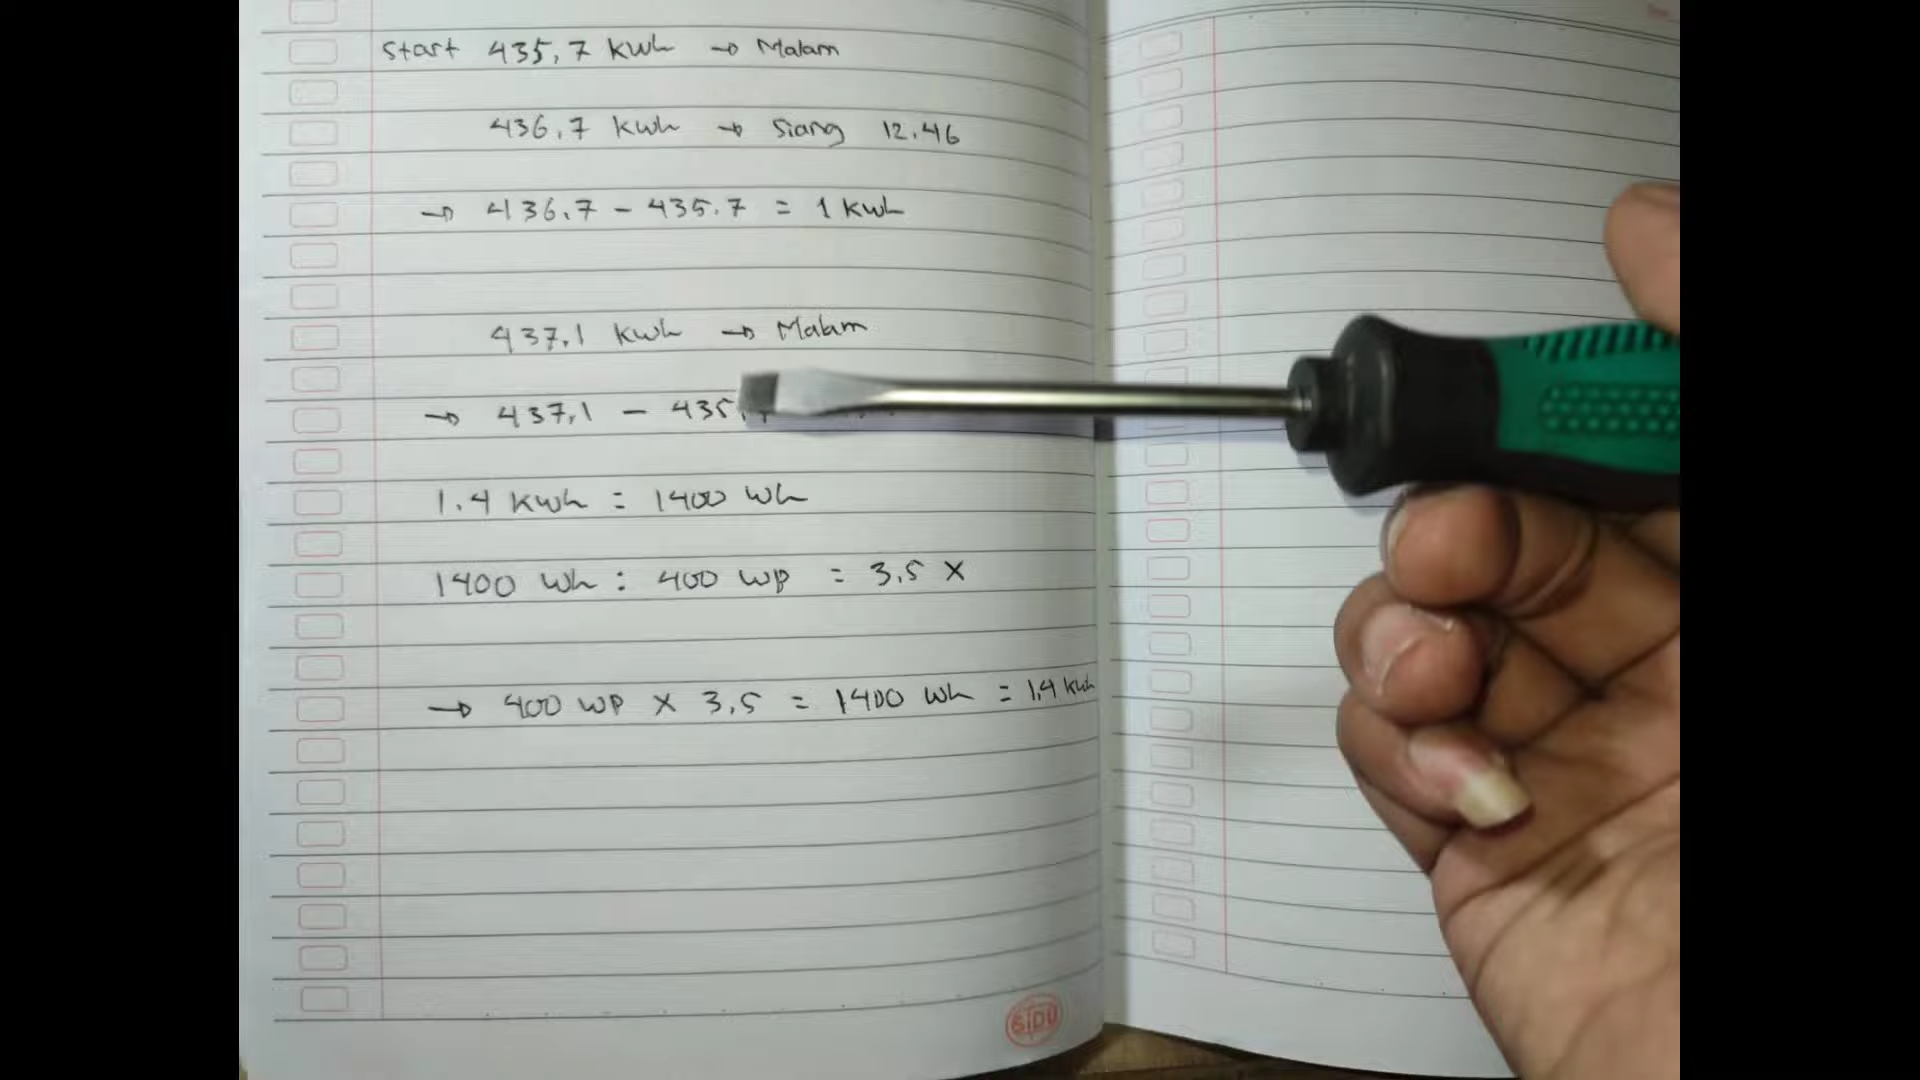 start 435,7 kwh → Malam
436,7 kwh → siang 12.46
→ 436,7 - 435,7 = 1 kwh
437,1 kwh → Malam
→ 437,1 - 435,
1.4 kwh = 1400 wh
1400 wh : 400 wp = 3,5 x
→ 400 wp x 3,5 = 1400 wh = 1,4 kwh
SIDU